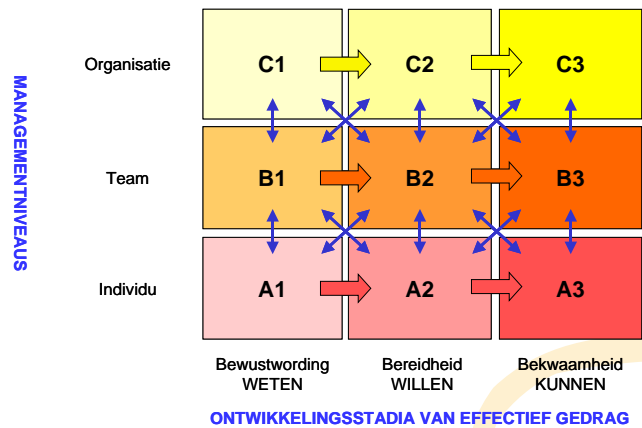 MANAGEMENTNIVEAUS
Organisatie
C1
C2
C3
Team
B1
B2
B3
Individu
A1
A2
A3
Bewustwording
WETEN
Bereidheid
WILLEN
Bekwaamheid
KUNNEN
ONTWIKKELINGSSTADIA VAN EFFECTIEF GEDRAG